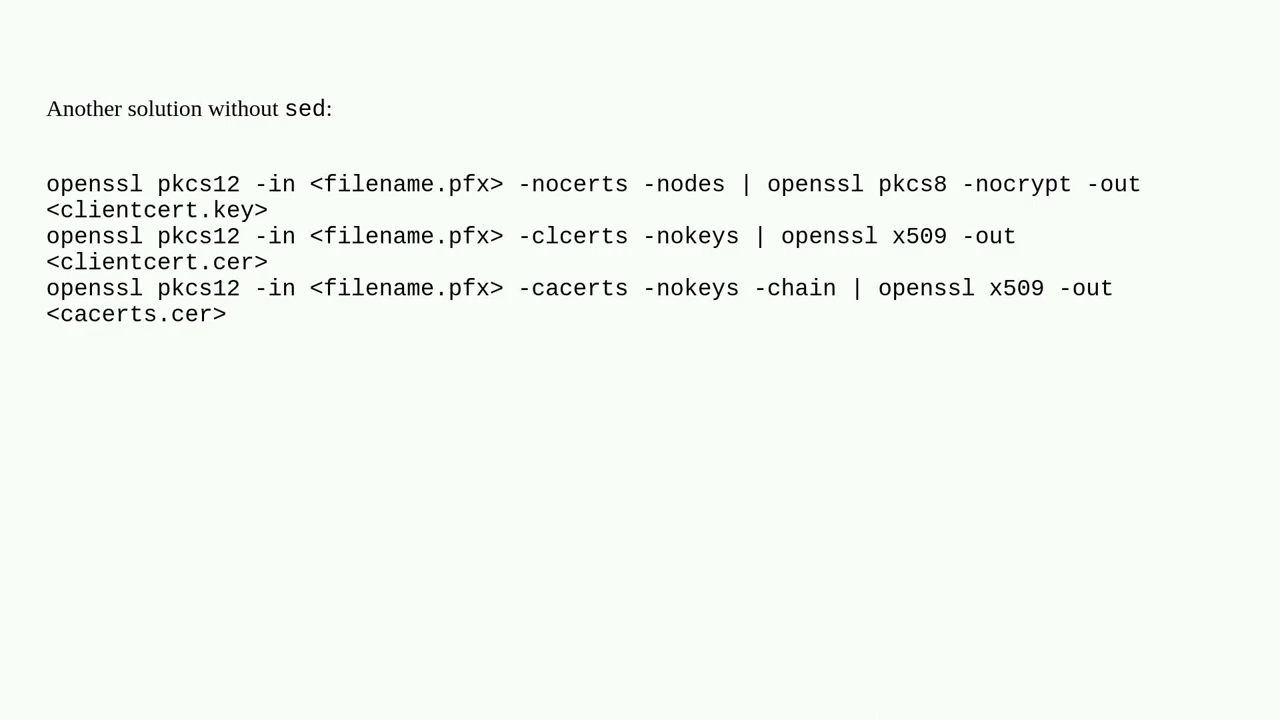 Another solution without sed:
openssl pkcs12 -in <filename.pfx> -nocerts -nodes | openssl pkcs8 -nocrypt -out
<clientcert.key>
openssl pkcs12 -in <filename.pfx> -clcerts -nokeys | openssl x509 -out
<clientcert.cer>
openssl pkcs12 -in <filename.pfx> -cacerts -nokeys -chain | openssl x509 -out
<cacerts.cer>